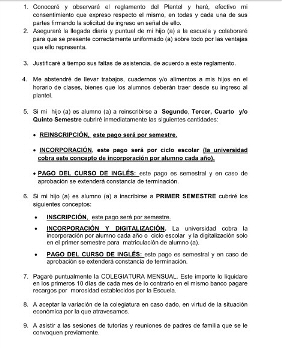 1. Conoceré y observaré el reglamento del Plantel y haré, efectivo mi
consentimiento que expreso respecto el mismo, en todas y cada una de sus
partes firmando la solicitud de ingreso en señal de ello.
2. Aseguraré la llegada diaria y puntual de mi hijo (a) a la escuela y colaboraré
para que se presente correctamente uniformado (a) sobre todo por las ventajas
que ello representa.
3. Justificaré a tiempo sus faltas de asistencia, de acuerdo a este reglamento.
4. Me abstendré de llevar trabajos, cuadernos y/o alimentos a mis hijos en el
horario de clases, bienes que los alumnos deberán traer desde su ingreso al
plantel.
5. Si mi hijo (a) es alumno (a) a reinscribirse a Segundo, Tercer, Cuarto y/o
Quinto Semestre cubriré inmediatamente las siguientes cantidades:
• REINSCRIPCIÓN, este pago será por semestre.
• INCORPORACIÓN, este pago será por ciclo escolar (la universidad
cobra este concepto de incorporación por alumno cada año).
• PAGO DEL CURSO DE INGLÉS: este pago es semestral y en caso de
aprobación se extenderá constancia de terminación.
6. Si mi hijo (a) es alumno (a) a inscribirse a PRIMER SEMESTRE cubriré los
siguientes conceptos:
• INSCRIPCIÓN, este pago será por semestre.
• INCORPORACIÓN Y DIGITALIZACIÓN. La universidad cobra la
incorporación por alumno cada año o ciclo escolar y la digitalización solo
en el primer semestre para matriculación de alumno (a).
• PAGO DEL CURSO DE INGLÉS: este pago es semestral y en caso de
aprobación se extenderá constancia de terminación.
7. Pagaré puntualmente la COLEGIATURA MENSUAL. Este importe lo liquidare
en los primeros 10 días de cada mes de lo contrario en el mismo banco pagare
recargos por morosidad establecidos por la Escuela.
8. A aceptar la variación de la colegiatura en caso dado, en virtud de la situación
económica por la que atravesamos.
9. A asistir a las sesiones de tutorías y reuniones de padres de familia que se le
convoquen previamente.